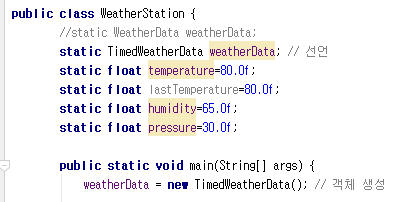 public class WeatherStation {
//static WeatherData weatherData;
static TimedWeatherData weatherData; // 선언
static float temperature=80.0f;
static float lastTemperature=80.0f;
static float humidity=65.0f;
static float pressure=30.0f;
public static void main(String[] args) {
weatherData = new TimedWeatherData(); // 객체 생성